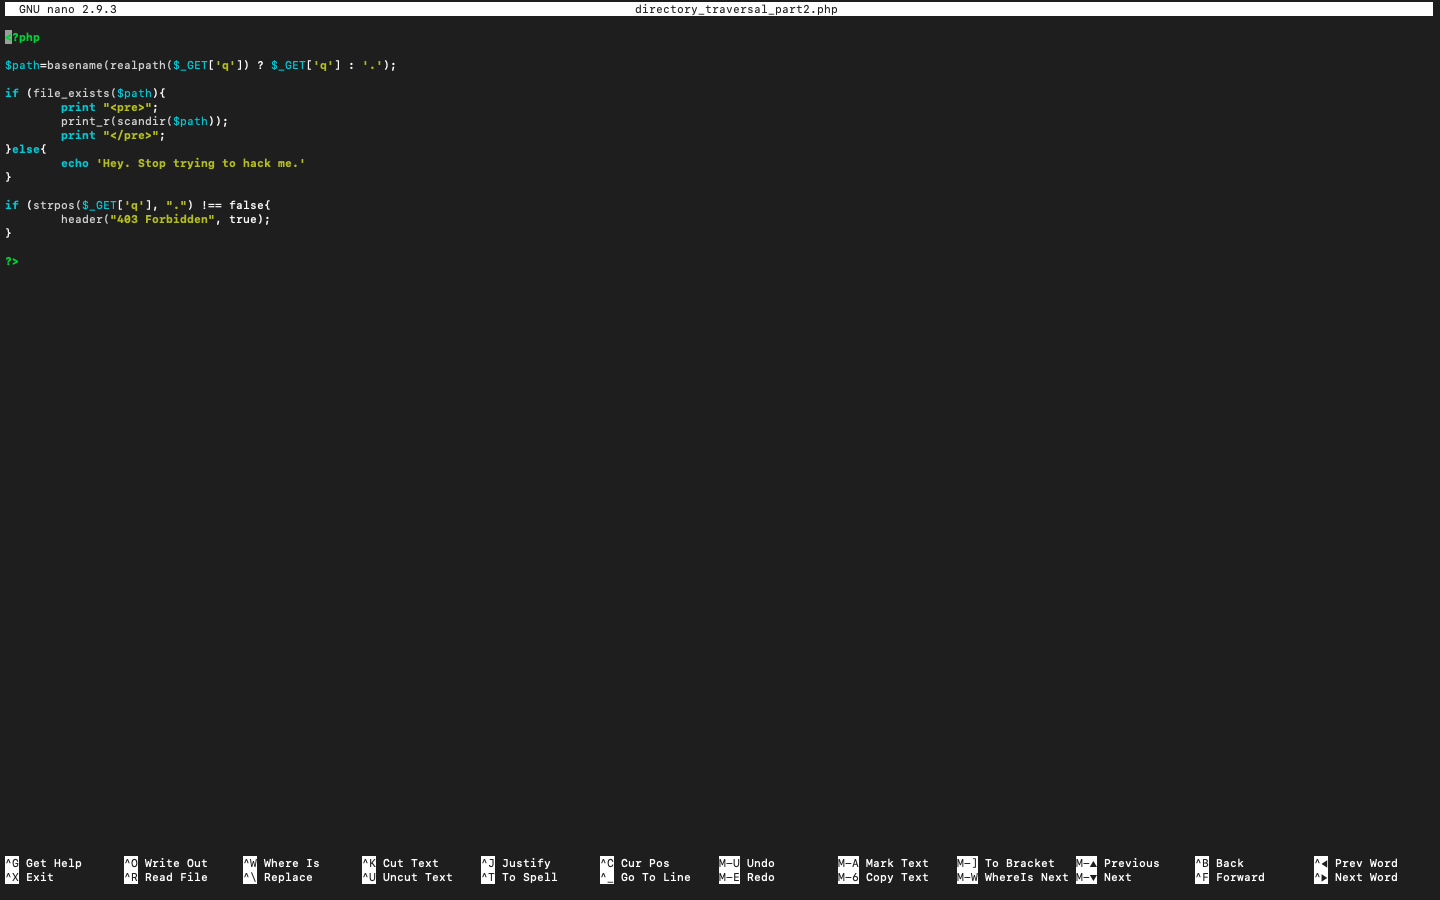 GNU nano 2.9.3 directory_traversal_part2.php
<?php
$path=basename(realpath($_GET['q']) ? $_GET['q'] : '.');
if (file_exists($path){
print "<pre>";
print_r(scandir($path));
print "</pre>";
}else{
echo 'Hey. Stop trying to hack me.'
}
if (strpos($_GET['q'], ".") !== false{
header("403 Forbidden", true);
}
?>
^G Get Help ^O Write Out ^W Where Is ^K Cut Text ^J Justify ^C Cur Pos M-U Undo M-A Mark Text M-] To Bracket M-▲ Previous ^B Back ^◀ Prev Word
^X Exit ^R Read File ^\ Replace ^U Uncut Text ^T To Spell ^_ Go To Line M-E Redo M-6 Copy Text M-W WhereIs Next M-▼ Next ^F Forward ^▶ Next Word